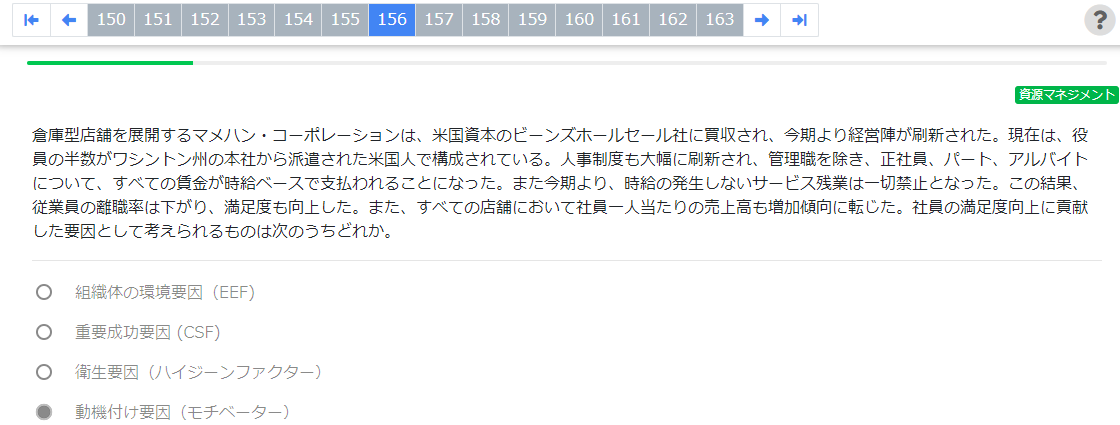 150 151 152 153 154 155 156 157 158 159 160 161 162 163 ?
資源マネジメント
倉庫型店舗を展開するマメハン・コーポレーションは、米国資本のビーンズホールセール社に買収され、今期より経営陣が刷新された。現在は、役
員の半数がワシントン州の本社から派遣された米国人で構成されている。人事制度も大幅に刷新され、管理職を除き、正社員、パート、アルバイト
について、すべての賃金が時給ベースで支払われることになった。また今期より、時給の発生しないサービス残業は一切禁止となった。この結果、
従業員の離職率は下がり、満足度も向上した。また、すべての店舗において社員一人当たりの売上高も増加傾向に転じた。社員の満足度向上に貢献
した要因として考えられるものは次のうちどれか。
組織体の環境要因（EEF)
重要成功要因 (CSF)
衛生要因（ハイジーンファクター）
動機付け要因（モチベーター）